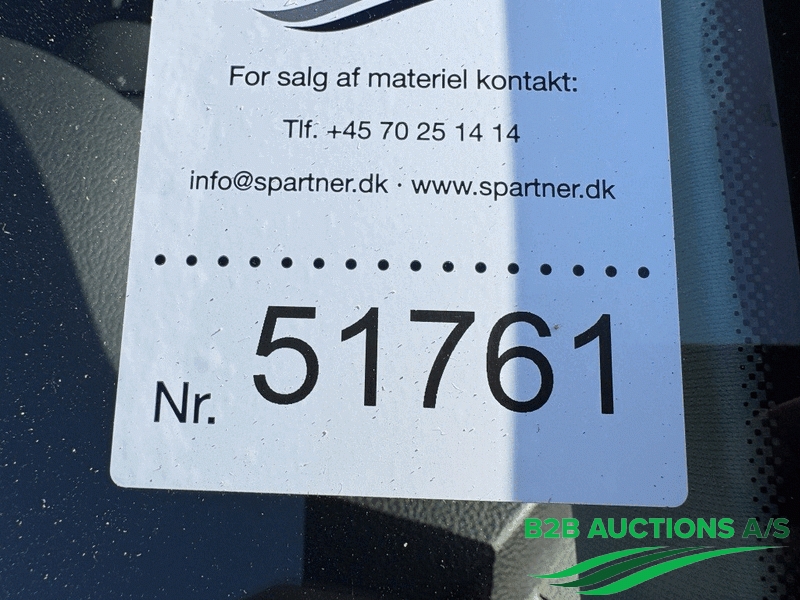 For salg af materiel kontakt:
Tlf. +45 70 25 14 14
info@spartner.dk · www.spartner.dk
Nr. 51761
B2B AUCTIONS A/S